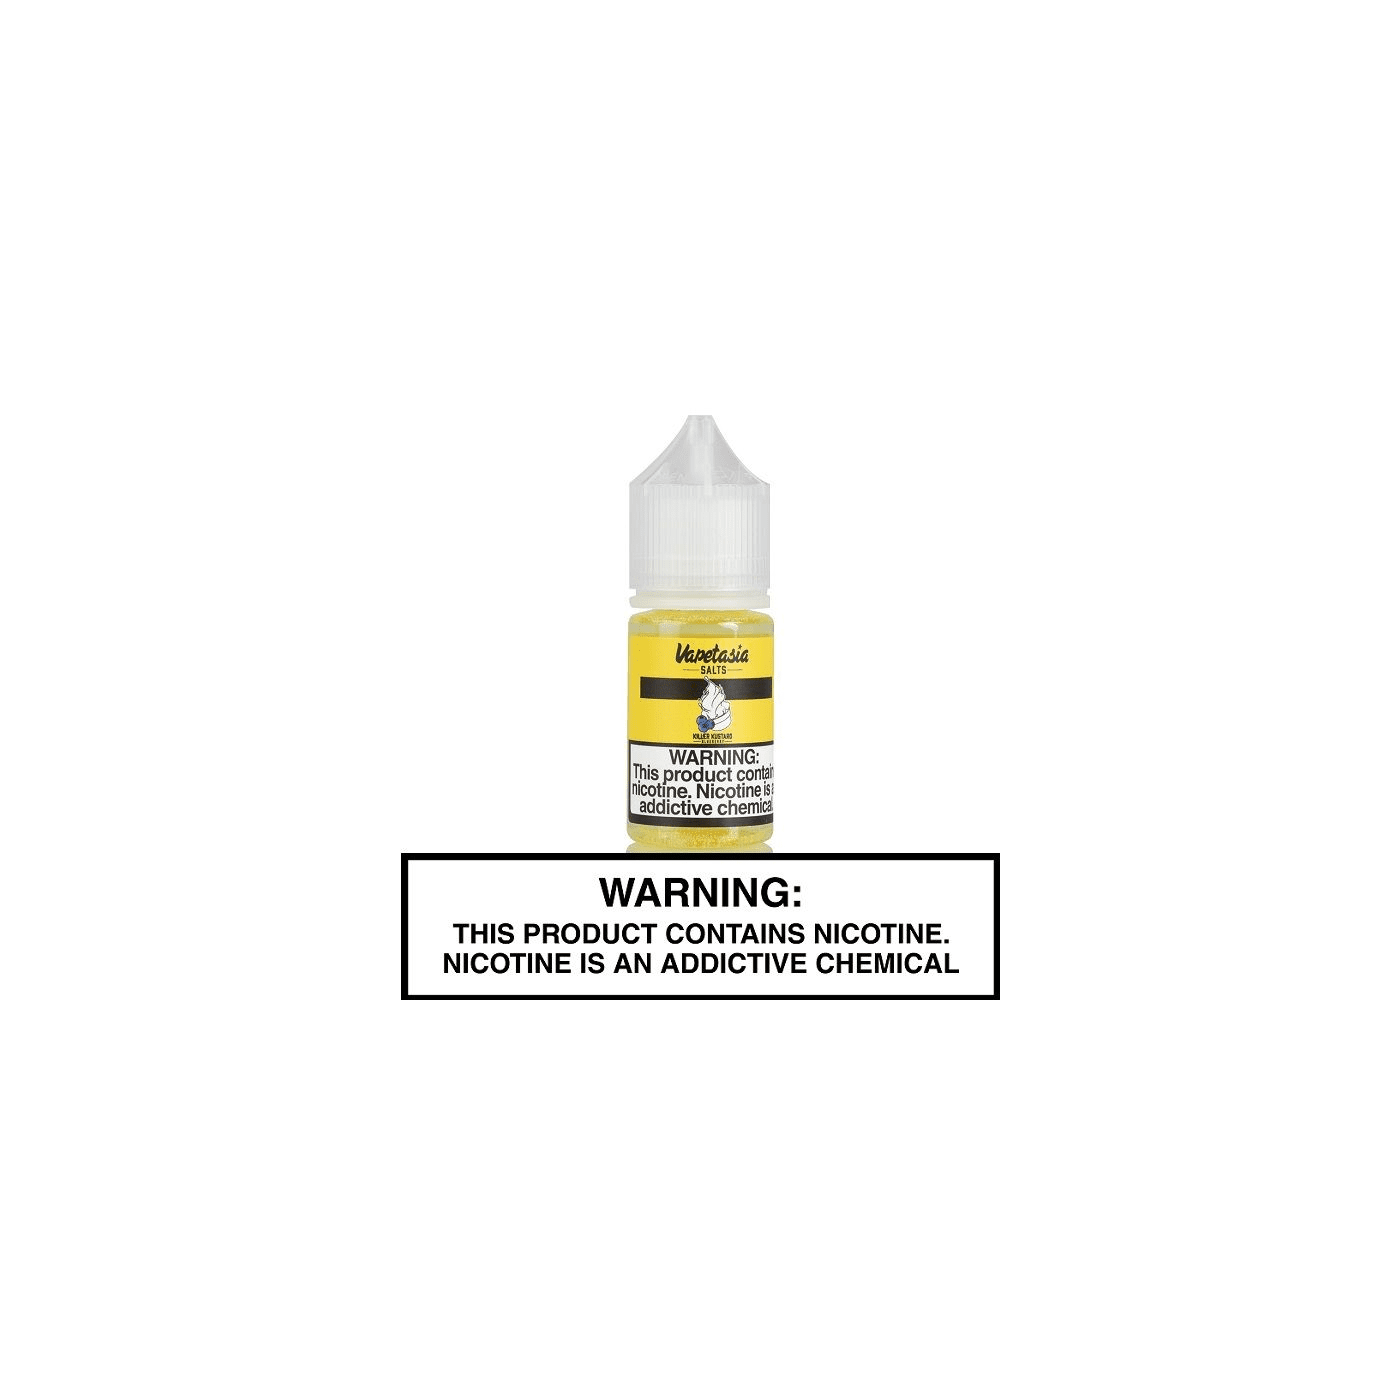 Vapetasia
SALTS
KILLER KUSTARD
BLUEBERRY
WARNING:
This product contain
nicotine. Nicotine is a
addictive chemical.
WARNING:
THIS PRODUCT CONTAINS NICOTINE.
NICOTINE IS AN ADDICTIVE CHEMICAL